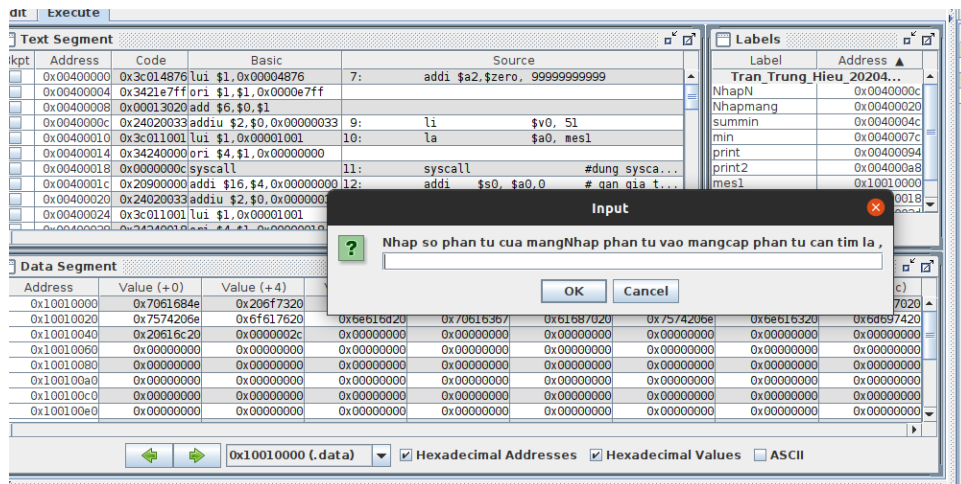 dit Execute
Text Segment
Bkpt Address Code Basic Source
0x00400000 0x3c014876 lui $1,0x00004876 7: addi $a2,$zero, 99999999999
0x00400004 0x3421e7ff ori $1,$1,0x0000e7ff
0x00400008 0x00013020 add $6,$0,$1
0x0040000c 0x24020033 addiu $2,$0,0x00000033 9: li $v0, 51
0x00400010 0x3c011001 lui $1,0x00001001 10: la $a0, mes1
0x00400014 0x34240000 ori $4,$1,0x00000000
0x00400018 0x0000000c syscall 11: syscall #dung sysca...
0x0040001c 0x20900000 addi $16,$4,0x00000000 12: addi $s0, $a0,0 # gan gia t...
0x00400020 0x24020033 addiu $2,$0,0x0000003
0x00400024 0x3c011001 lui $1,0x00001001
Labels
Label Address ▲
Tran_Trung_Hieu_20204...
NhapN 0x0040000c
Nhapmang 0x00400020
summin 0x0040004c
min 0x0040007c
print 0x00400094
print2 0x004000a8
mes1 0x10010000
0018
Input
Nhap so phan tu cua mangNhap phan tu vao mangcap phan tu can tim la ,
OK Cancel
Data Segment
Address Value (+0) Value (+4) c)
0x10010000 0x7061684e 0x206f7320 7020
0x10010020 0x7574206e 0x6f617620 0x6e616d20 0x70616367 0x61687020 0x7574206e 0x6e616320 0x6d697420
0x10010040 0x20616c20 0x0000002c 0x00000000 0x00000000 0x00000000 0x00000000 0x00000000 0x00000000
0x10010060 0x00000000 0x00000000 0x00000000 0x00000000 0x00000000 0x00000000 0x00000000 0x00000000
0x10010080 0x00000000 0x00000000 0x00000000 0x00000000 0x00000000 0x00000000 0x00000000 0x00000000
0x100100a0 0x00000000 0x00000000 0x00000000 0x00000000 0x00000000 0x00000000 0x00000000 0x00000000
0x100100c0 0x00000000 0x00000000 0x00000000 0x00000000 0x00000000 0x00000000 0x00000000 0x00000000
0x100100e0 0x00000000 0x00000000 0x00000000 0x00000000 0x00000000 0x00000000 0x00000000 0x00000000
0x10010000 (.data) Hexadecimal Addresses Hexadecimal Values ASCII